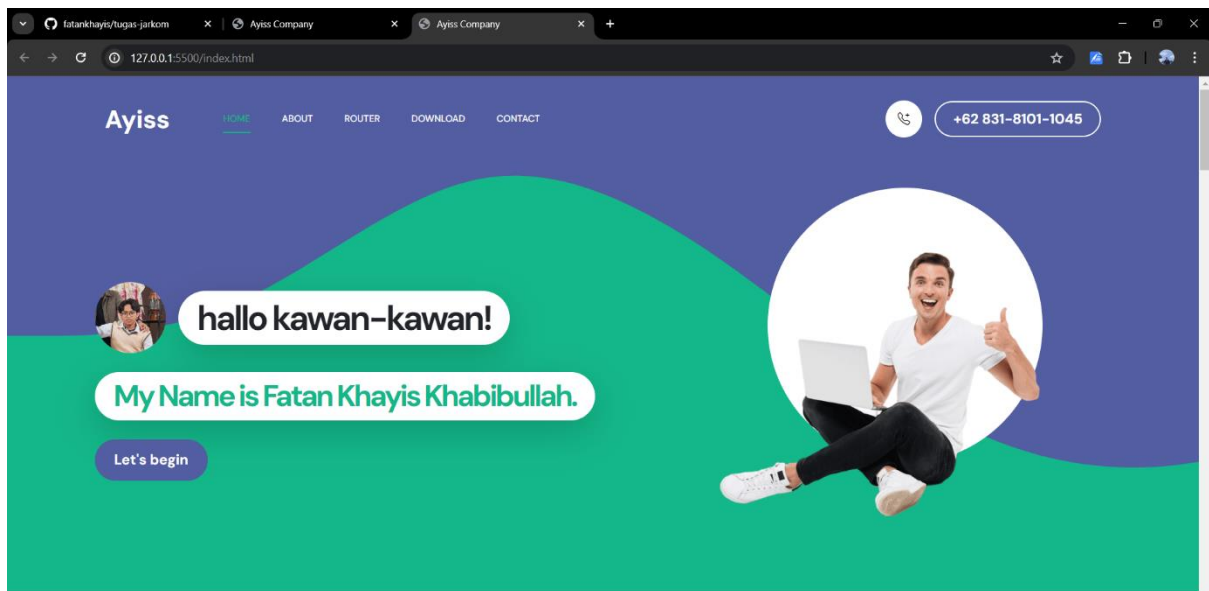 fatankhayis/tugas-jarkom
Ayiss Company
Ayiss Company
127.0.0.1:5500/index.html
Ayiss
HOME
ABOUT
ROUTER
DOWNLOAD
CONTACT
+62 831-8101-1045
hallo kawan-kawan!
My Name is Fatan Khayis Khabibullah.
Let's begin